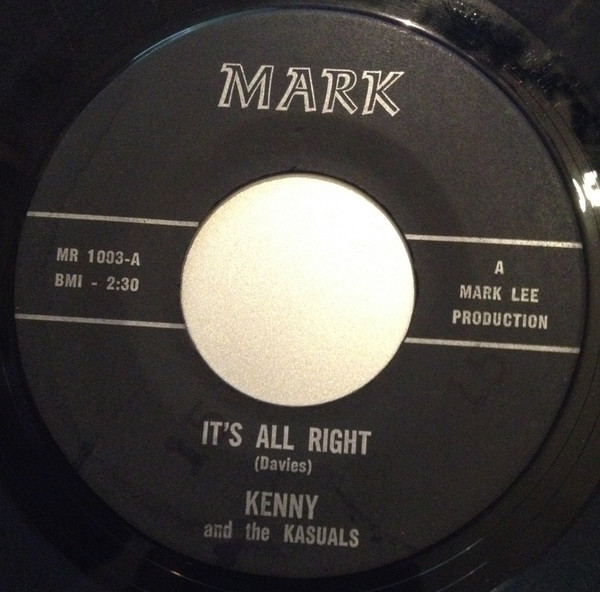 MARK
MR 1003-A
BMI - 2:30
A
MARK LEE
PRODUCTION
IT'S ALL RIGHT
(Davies)
KENNY
and the KASUALS